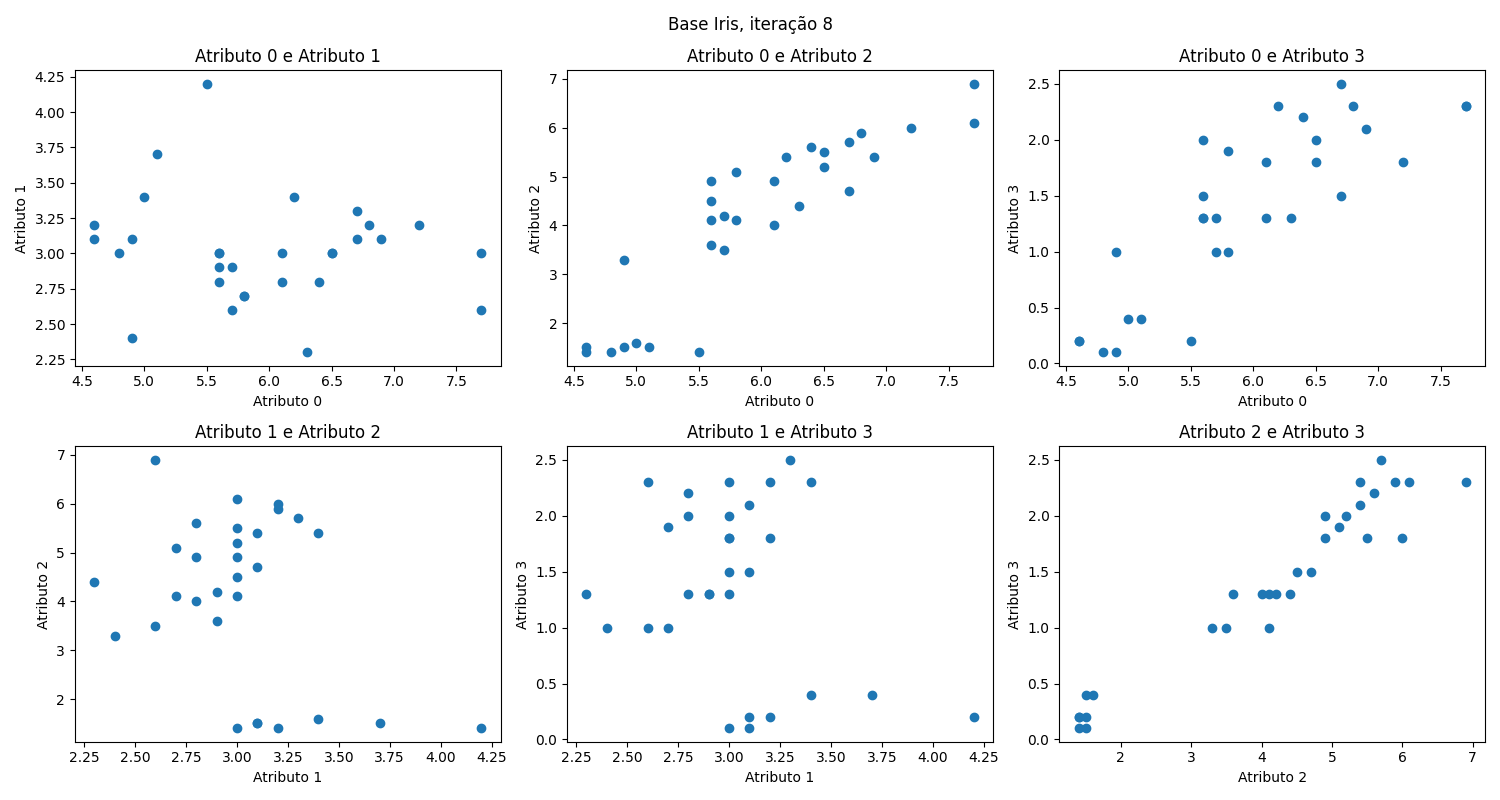 Base Iris, iteração 8
Atributo 0 e Atributo 1
4.25
4.00
3.75
3.50
3.25
3.00
2.75
2.50
2.25
Atributo 1
4.5 5.0 5.5 6.0 6.5 7.0 7.5
Atributo 0
Atributo 0 e Atributo 2
7
6
5
4
3
2
Atributo 2
4.5 5.0 5.5 6.0 6.5 7.0 7.5
Atributo 0
Atributo 0 e Atributo 3
2.5
2.0
1.5
1.0
0.5
0.0
Atributo 3
4.5 5.0 5.5 6.0 6.5 7.0 7.5
Atributo 0
Atributo 1 e Atributo 2
7
6
5
4
3
2
Atributo 2
2.25 2.50 2.75 3.00 3.25 3.50 3.75 4.00 4.25
Atributo 1
Atributo 1 e Atributo 3
2.5
2.0
1.5
1.0
0.5
0.0
Atributo 3
2.25 2.50 2.75 3.00 3.25 3.50 3.75 4.00 4.25
Atributo 1
Atributo 2 e Atributo 3
2.5
2.0
1.5
1.0
0.5
0.0
Atributo 3
2 3 4 5 6 7
Atributo 2